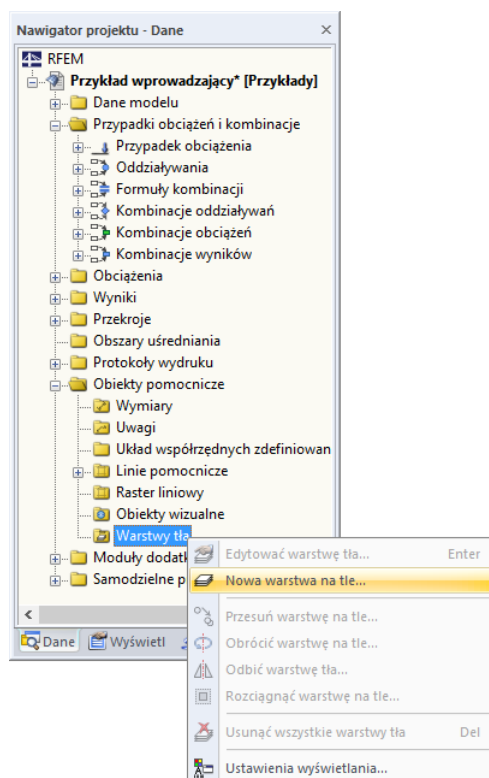 Nawigator projektu - Dane
RFEM
Przykład wprowadzający* [Przykłady]
Dane modelu
Przypadki obciążeń i kombinacje
Przypadek obciążenia
Oddziaływania
Formuły kombinacji
Kombinacje oddziaływań
Kombinacje obciążeń
Kombinacje wyników
Obciążenia
Wyniki
Przekroje
Obszary uśredniania
Protokoły wydruku
Obiekty pomocnicze
Wymiary
Uwagi
Układ współrzędnych zdefiniowan
Linie pomocnicze
Raster liniowy
Obiekty wizualne
Warstwy tła
Moduły dodatk
Samodzielne p
Dane Wyświetl
Edytować warstwę tła... Enter
Nowa warstwa na tle...
Przesuń warstwę na tle...
Obrócić warstwę na tle...
Odbić warstwę tła...
Rozciągnąć warstwę na tle...
Usunąć wszystkie warstwy tła Del
Ustawienia wyświetlania...